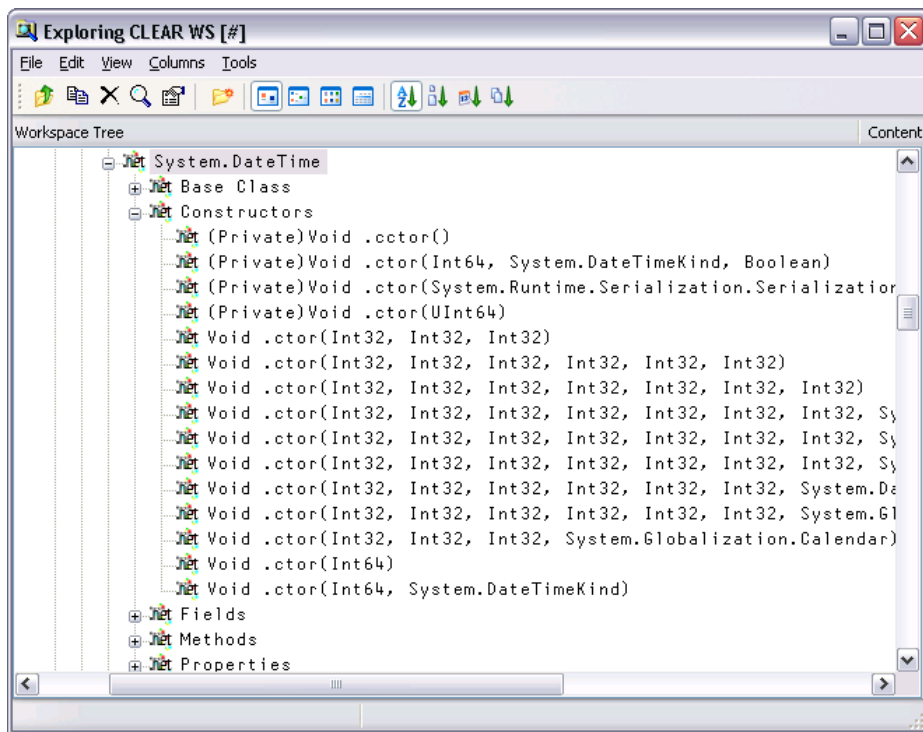 Exploring CLEAR WS [#]
File Edit View Columns Tools
Workspace Tree Content
System.DateTime
Base Class
Constructors
(Private)Void .cctor()
(Private)Void .ctor(Int64, System.DateTimeKind, Boolean)
(Private)Void .ctor(System.Runtime.Serialization.Serialization
(Private)Void .ctor(UInt64)
Void .ctor(Int32, Int32, Int32)
Void .ctor(Int32, Int32, Int32, Int32, Int32, Int32)
Void .ctor(Int32, Int32, Int32, Int32, Int32, Int32, Int32)
Void .ctor(Int32, Int32, Int32, Int32, Int32, Int32, Int32, Sy
Void .ctor(Int32, Int32, Int32, Int32, Int32, Int32, Int32, Sy
Void .ctor(Int32, Int32, Int32, Int32, Int32, Int32, Int32, Sy
Void .ctor(Int32, Int32, Int32, Int32, Int32, Int32, System.Da
Void .ctor(Int32, Int32, Int32, Int32, Int32, Int32, System.Gl
Void .ctor(Int32, Int32, Int32, System.Globalization.Calendar)
Void .ctor(Int64)
Void .ctor(Int64, System.DateTimeKind)
Fields
Methods
Properties